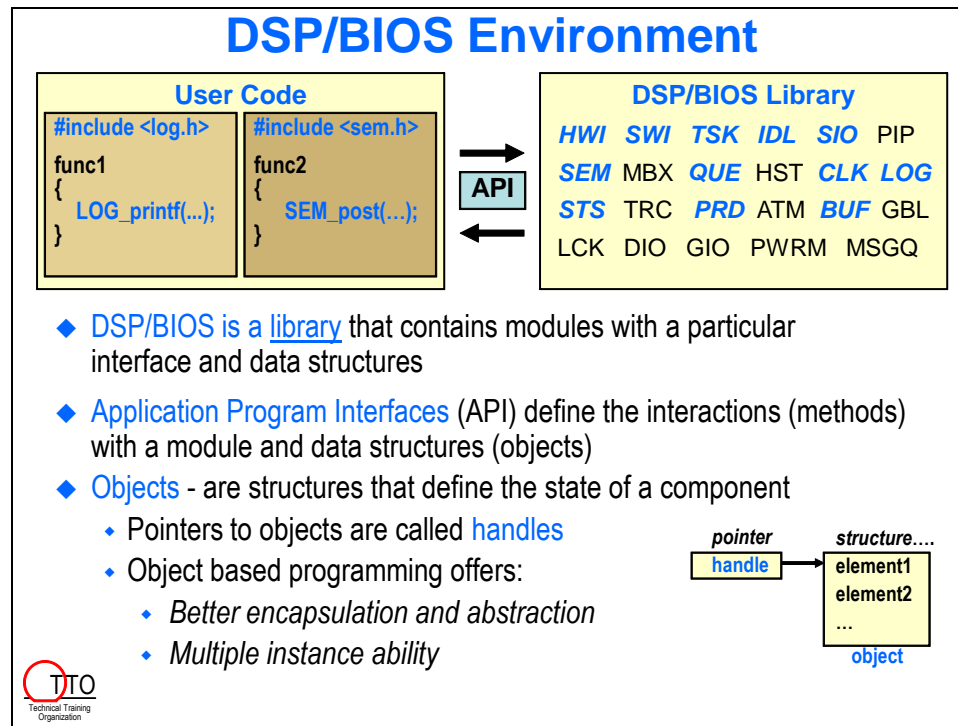 DSP/BIOS Environment
User Code
#include <log.h>
func1
{
LOG_printf(...);
}
#include <sem.h>
func2
{
SEM_post(…);
}
API
DSP/BIOS Library
HWI SWI TSK IDL SIO PIP
SEM MBX QUE HST CLK LOG
STS TRC PRD ATM BUF GBL
LCK DIO GIO PWRM MSGQ
DSP/BIOS is a library that contains modules with a particular
interface and data structures
Application Program Interfaces (API) define the interactions (methods)
with a module and data structures (objects)
Objects - are structures that define the state of a component
Pointers to objects are called handles
Object based programming offers:
Better encapsulation and abstraction
Multiple instance ability
pointer
handle
structure….
element1
element2
…
object
TTO
Technical Training
Organization